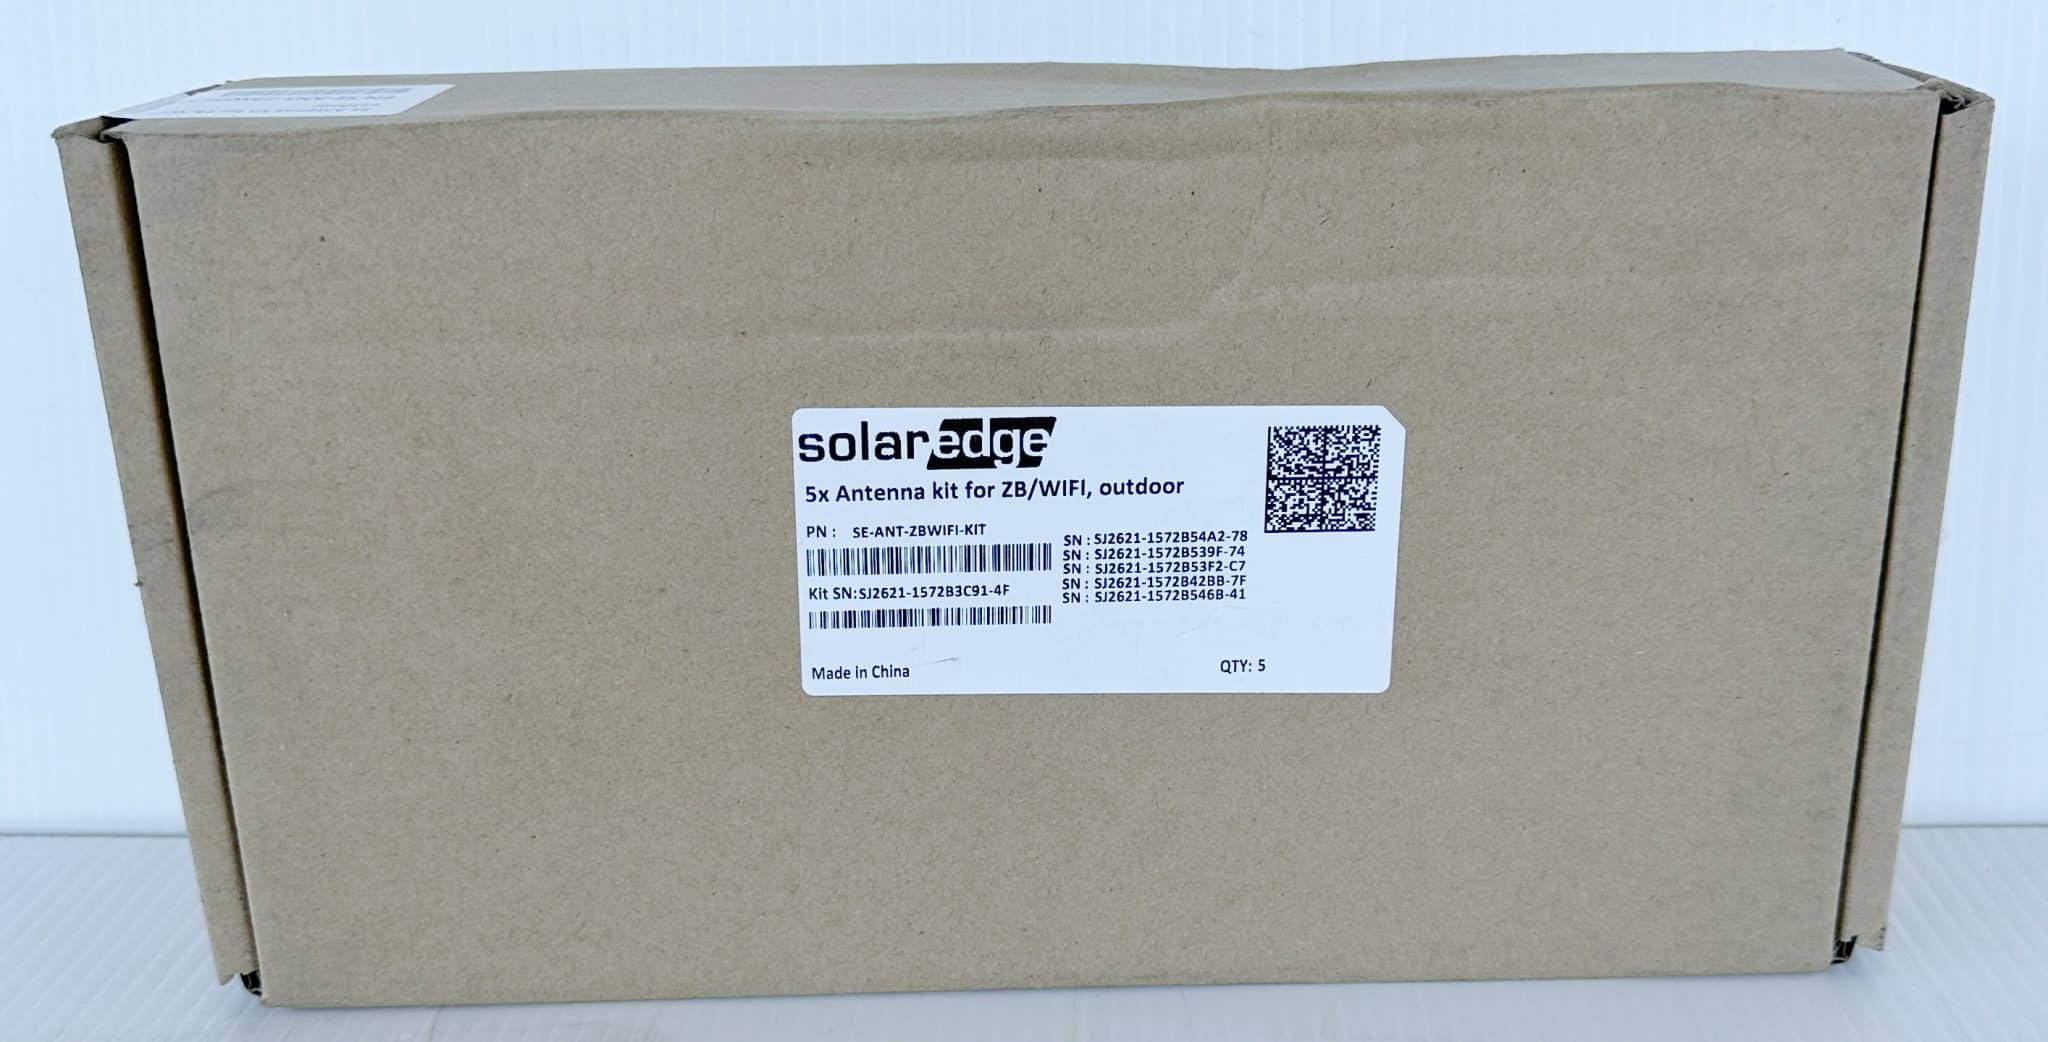 solaredge
5x Antenna kit for ZB/WIFI, outdoor
PN : SE-ANT-ZBWIFI-KIT
Kit SN:SJ2621-1572B3C91-4F
SN : SJ2621-1572B54A2-78
SN : SJ2621-1572B539F-74
SN : SJ2621-1572B53F2-C7
SN : SJ2621-1572B42BB-7F
SN : SJ2621-1572B546B-41
Made in China
QTY: 5